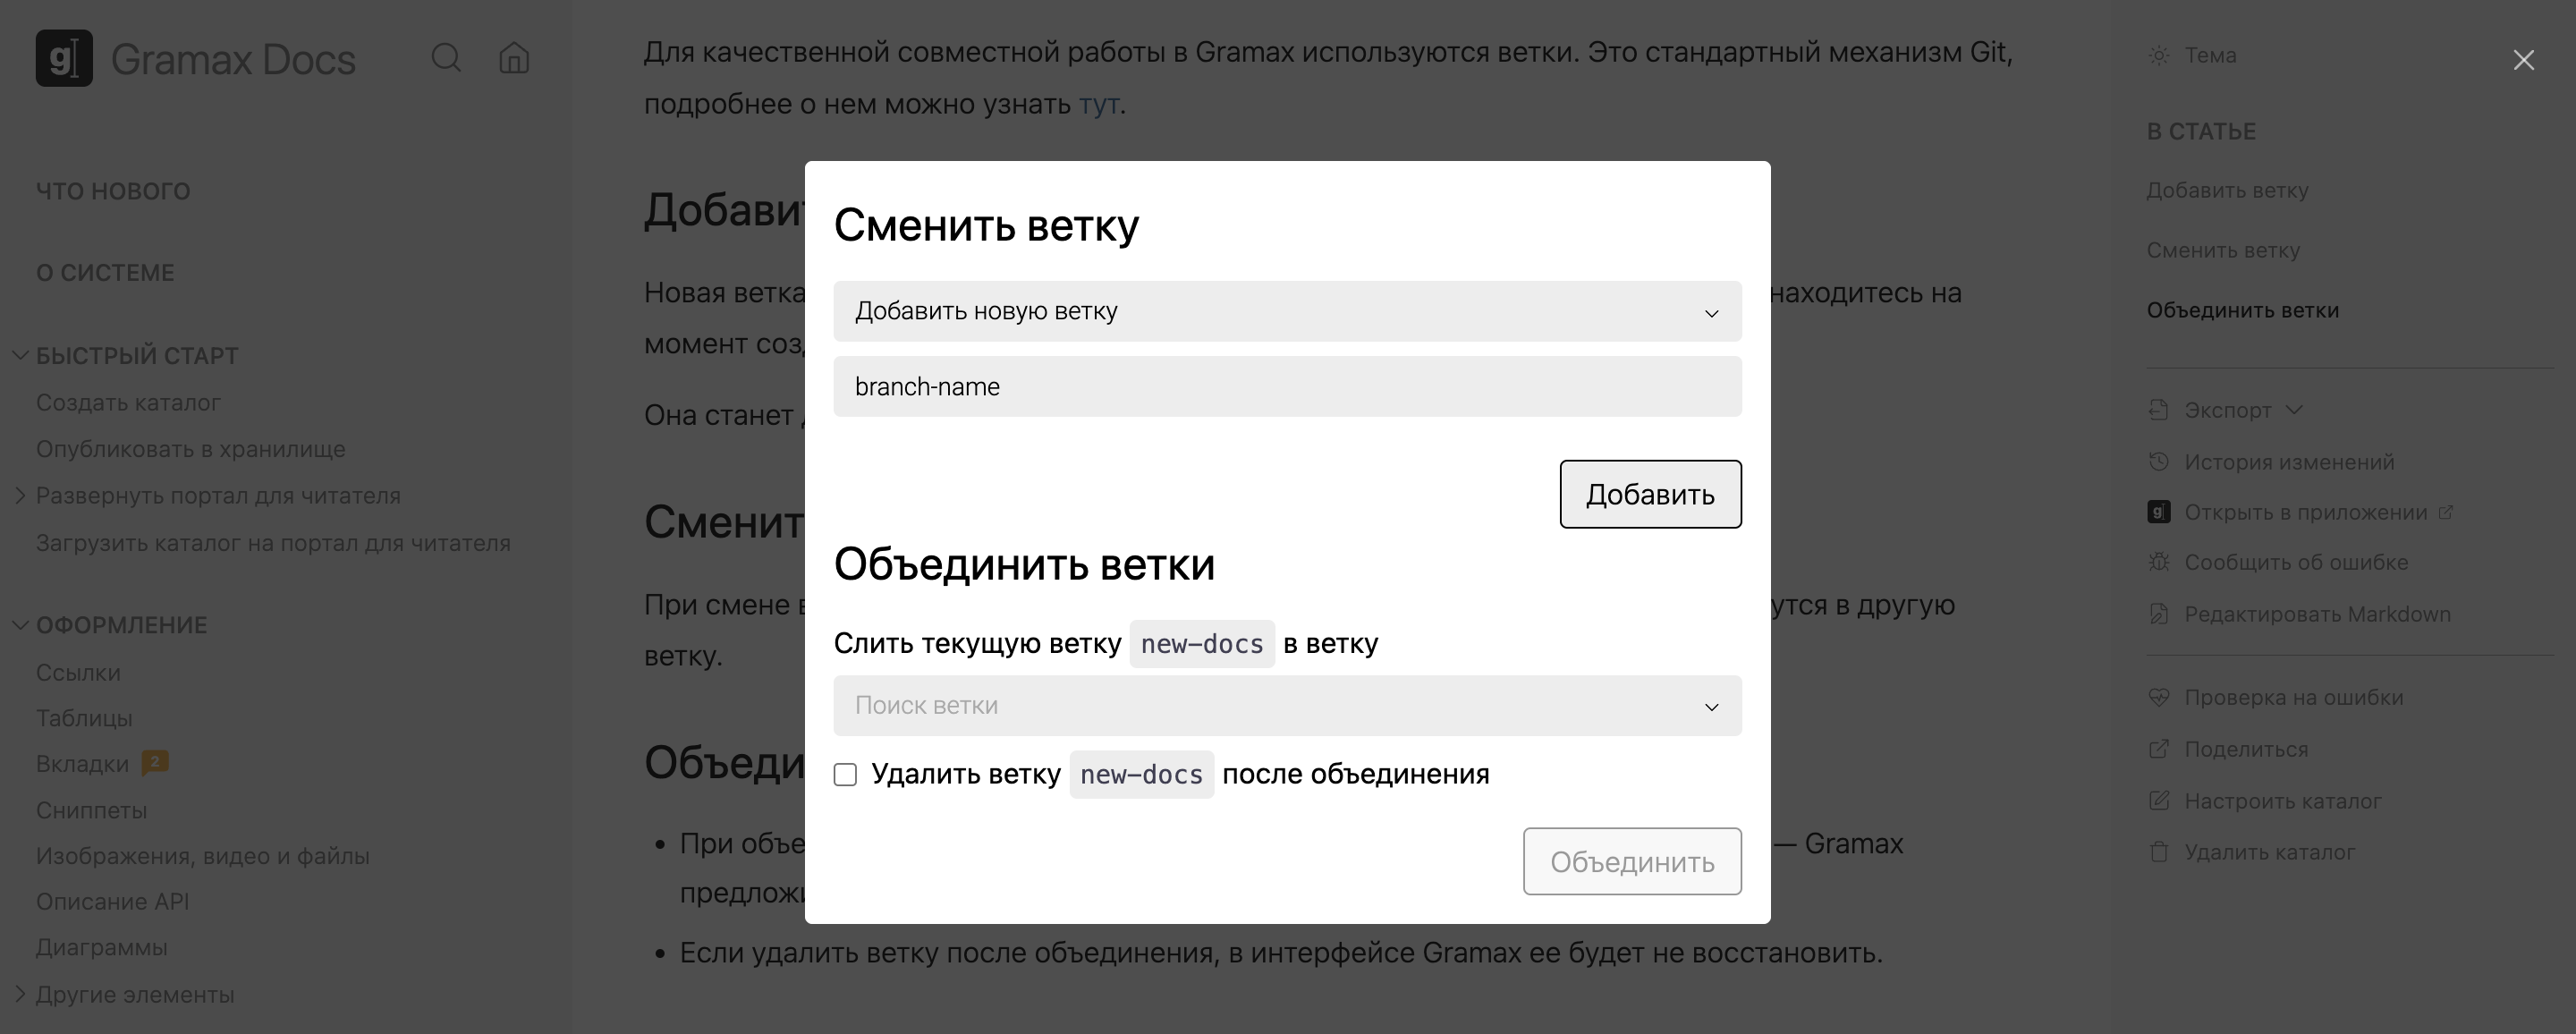 Gramax Docs
ЧТО НОВОГО
О СИСТЕМЕ
БЫСТРЫЙ СТАРТ
Создать каталог
Опубликовать в хранилище
Развернуть портал для читателя
Загрузить каталог на портал для читателя
ОФОРМЛЕНИЕ
Ссылки
Таблицы
Вкладки 2
Сниппеты
Изображения, видео и файлы
Описание API
Диаграммы
Другие элементы
Для качественной совместной работы в Gramax используются ветки. Это стандартный механизм Git,
подробнее о нем можно узнать тут.
Добави
Новая ветка находитесь на
момент соз
Она станет
Сменит
При смене утся в другую
ветку.
Объеди
При объе — Gramax
предлож
Если удалить ветку после объединения, в интерфейсе Gramax ее будет не восстановить.
Сменить ветку
Добавить новую ветку
branch-name
Добавить
Объединить ветки
Слить текущую ветку new-docs в ветку
Поиск ветки
Удалить ветку new-docs после объединения
Объединить
Тема
В СТАТЬЕ
Добавить ветку
Сменить ветку
Объединить ветки
Экспорт
История изменений
Открыть в приложении
Сообщить об ошибке
Редактировать Markdown
Проверка на ошибки
Поделиться
Настроить каталог
Удалить каталог